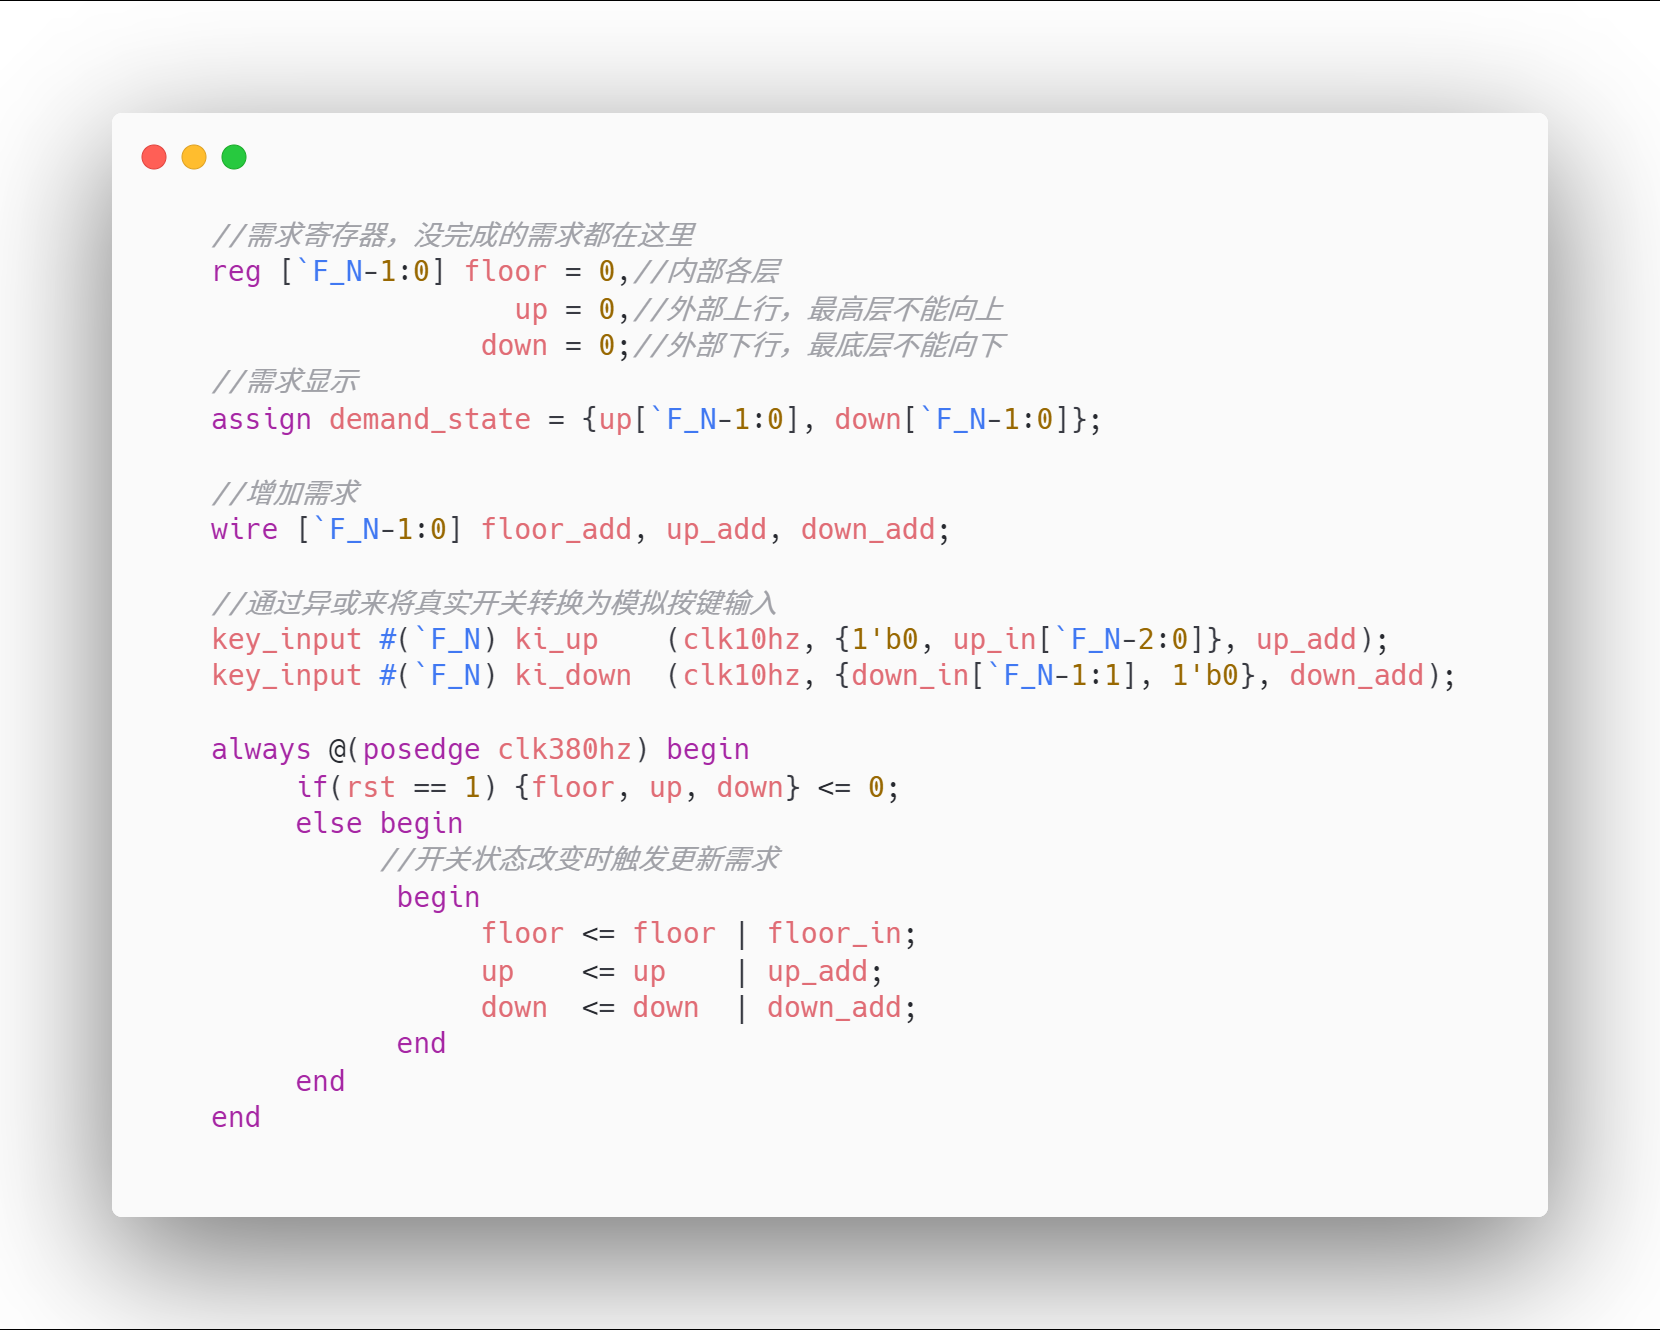 //需求寄存器，没完成的需求都在这里
reg [`F_N-1:0] floor = 0,//内部各层
                  up = 0,//外部上行，最高层不能向上
                down = 0;//外部下行，最底层不能向下
//需求显示
assign demand_state = {up[`F_N-1:0], down[`F_N-1:0]};

//增加需求
wire [`F_N-1:0] floor_add, up_add, down_add;

//通过异或来将真实开关转换为模拟按键输入
key_input #(`F_N) ki_up    (clk10hz, {1'b0, up_in[`F_N-2:0]}, up_add);
key_input #(`F_N) ki_down  (clk10hz, {down_in[`F_N-1:1], 1'b0}, down_add);

always @(posedge clk380hz) begin
     if(rst == 1) {floor, up, down} <= 0;
     else begin
          //开关状态改变时触发更新需求
           begin
                floor <= floor | floor_in;
                up    <= up    | up_add;
                down  <= down  | down_add;
           end
     end
end